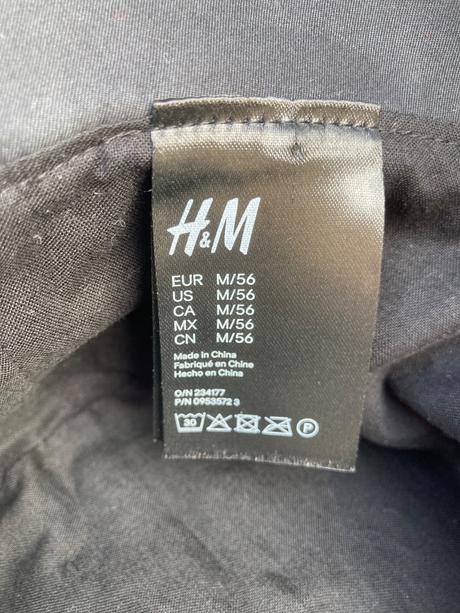 H&M
EUR M/56
US M/56
CA M/56
MX M/56
CN M/56
Made in China
Fabriqué en Chine
Hecho en China
O/N 234177
P/N 0953572 3
30 P